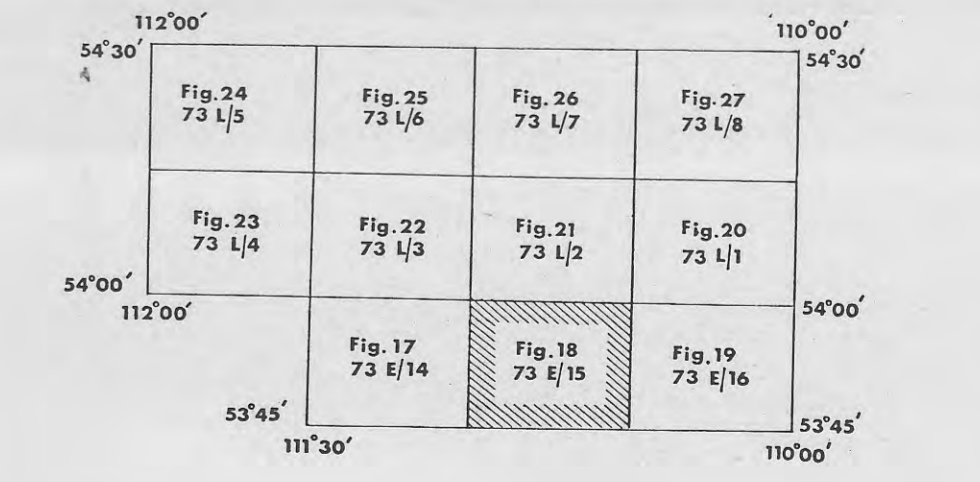 112°00′
110°00′
54°30′
54°30′
Fig.24
73 L/5
Fig.25
73 L/6
Fig.26
73 L/7
Fig.27
73 L/8
Fig.23
73 L/4
Fig.22
73 L/3
Fig.21
73 L/2
Fig.20
73 L/1
54°00′
54°00′
112°00′
Fig.17
73 E/14
Fig.18
73 E/15
Fig.19
73 E/16
53°45′
53°45′
111°30′
110°00′